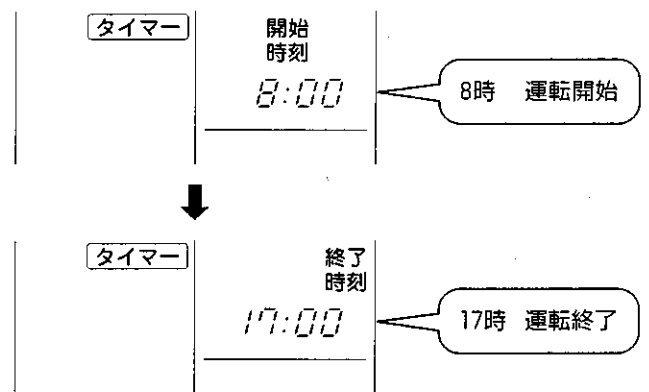 タイマー
開始
時刻
8:00
8時 運転開始
タイマー
終了
時刻
17:00
17時 運転終了